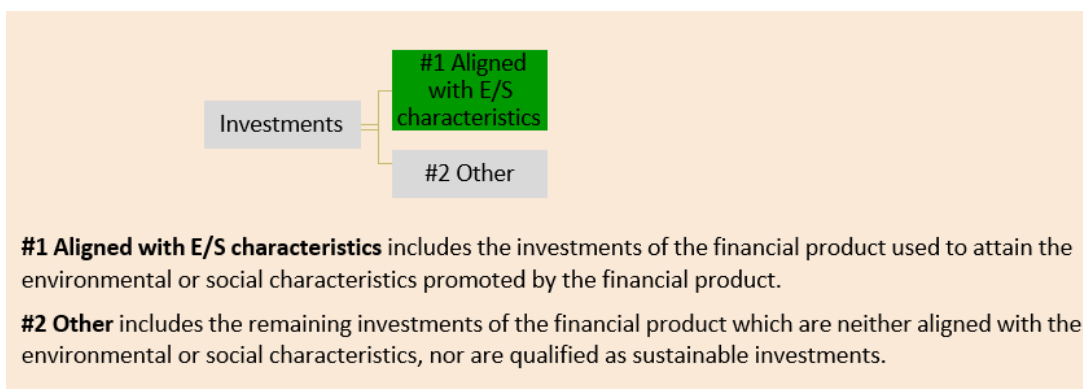 #1 Aligned
with E/S
characteristics
Investments
#2 Other
#1 Aligned with E/S characteristics includes the investments of the financial product used to attain the
environmental or social characteristics promoted by the financial product.
#2 Other includes the remaining investments of the financial product which are neither aligned with the
environmental or social characteristics, nor are qualified as sustainable investments.